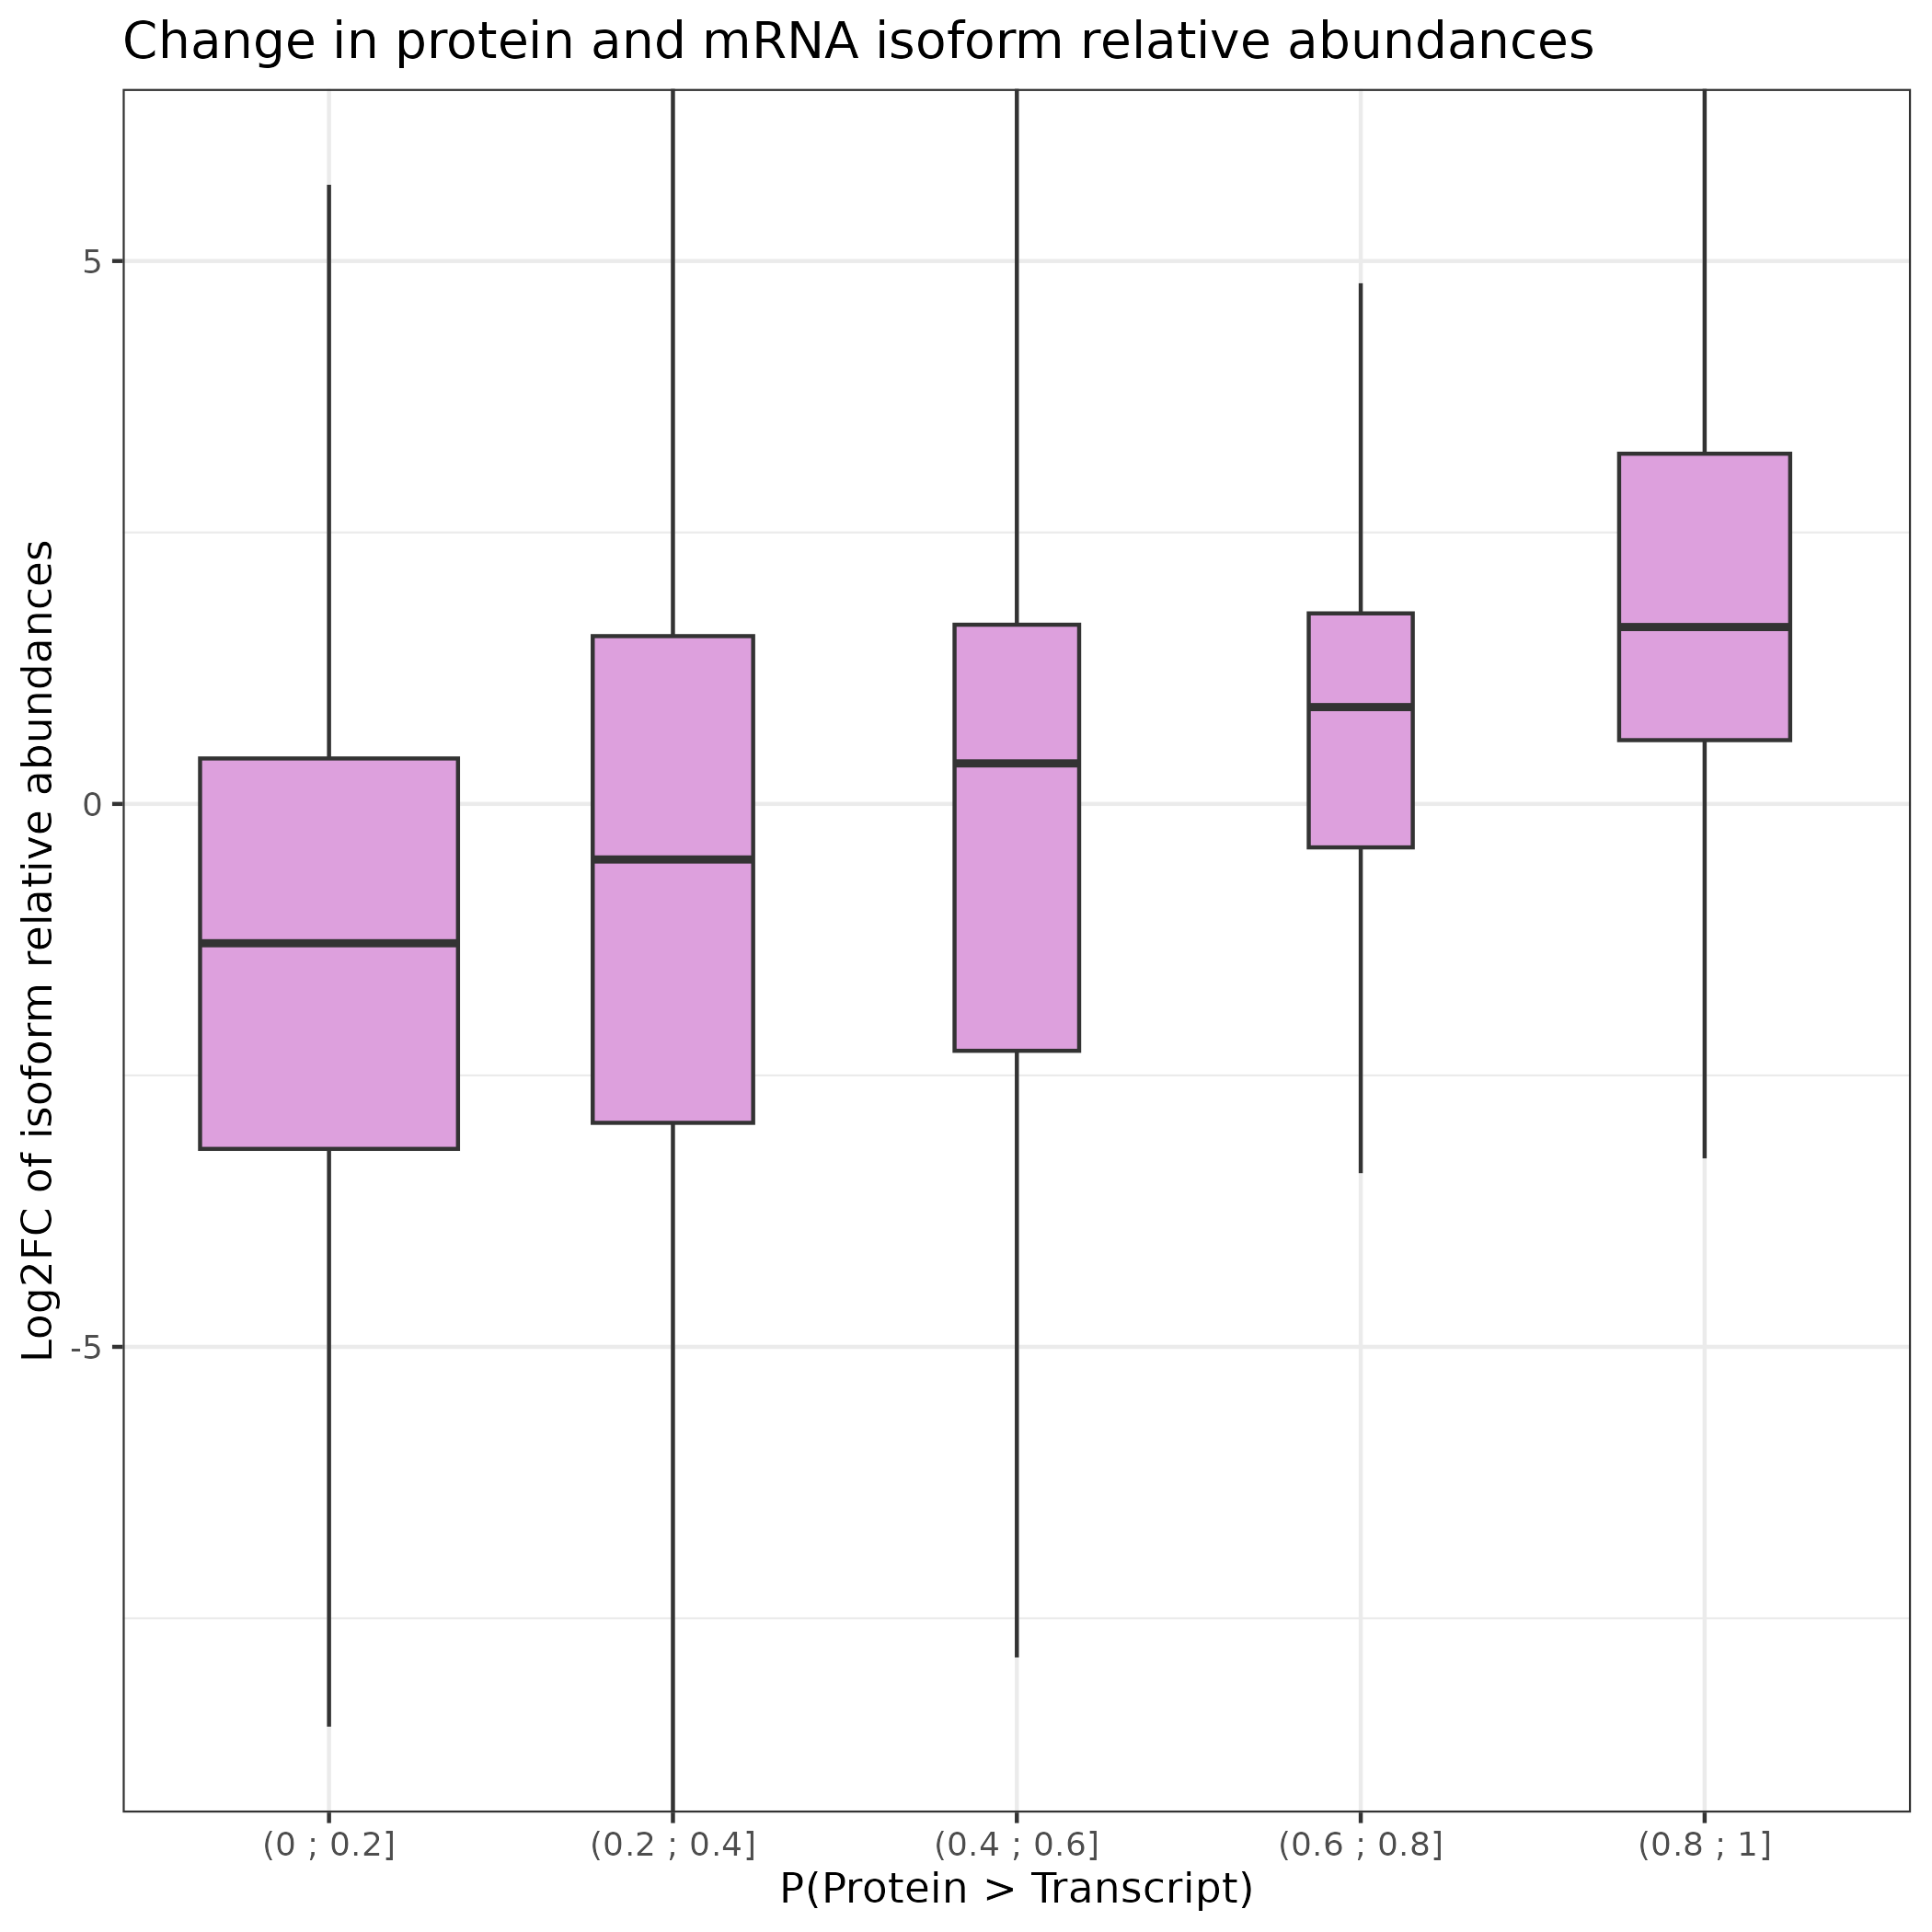 Change in protein and mRNA isoform relative abundances
Log2FC of isoform relative abundances
5
0
-5
(0 ; 0.2]
(0.2 ; 0.4]
(0.4 ; 0.6]
(0.6 ; 0.8]
(0.8 ; 1]
P(Protein > Transcript)